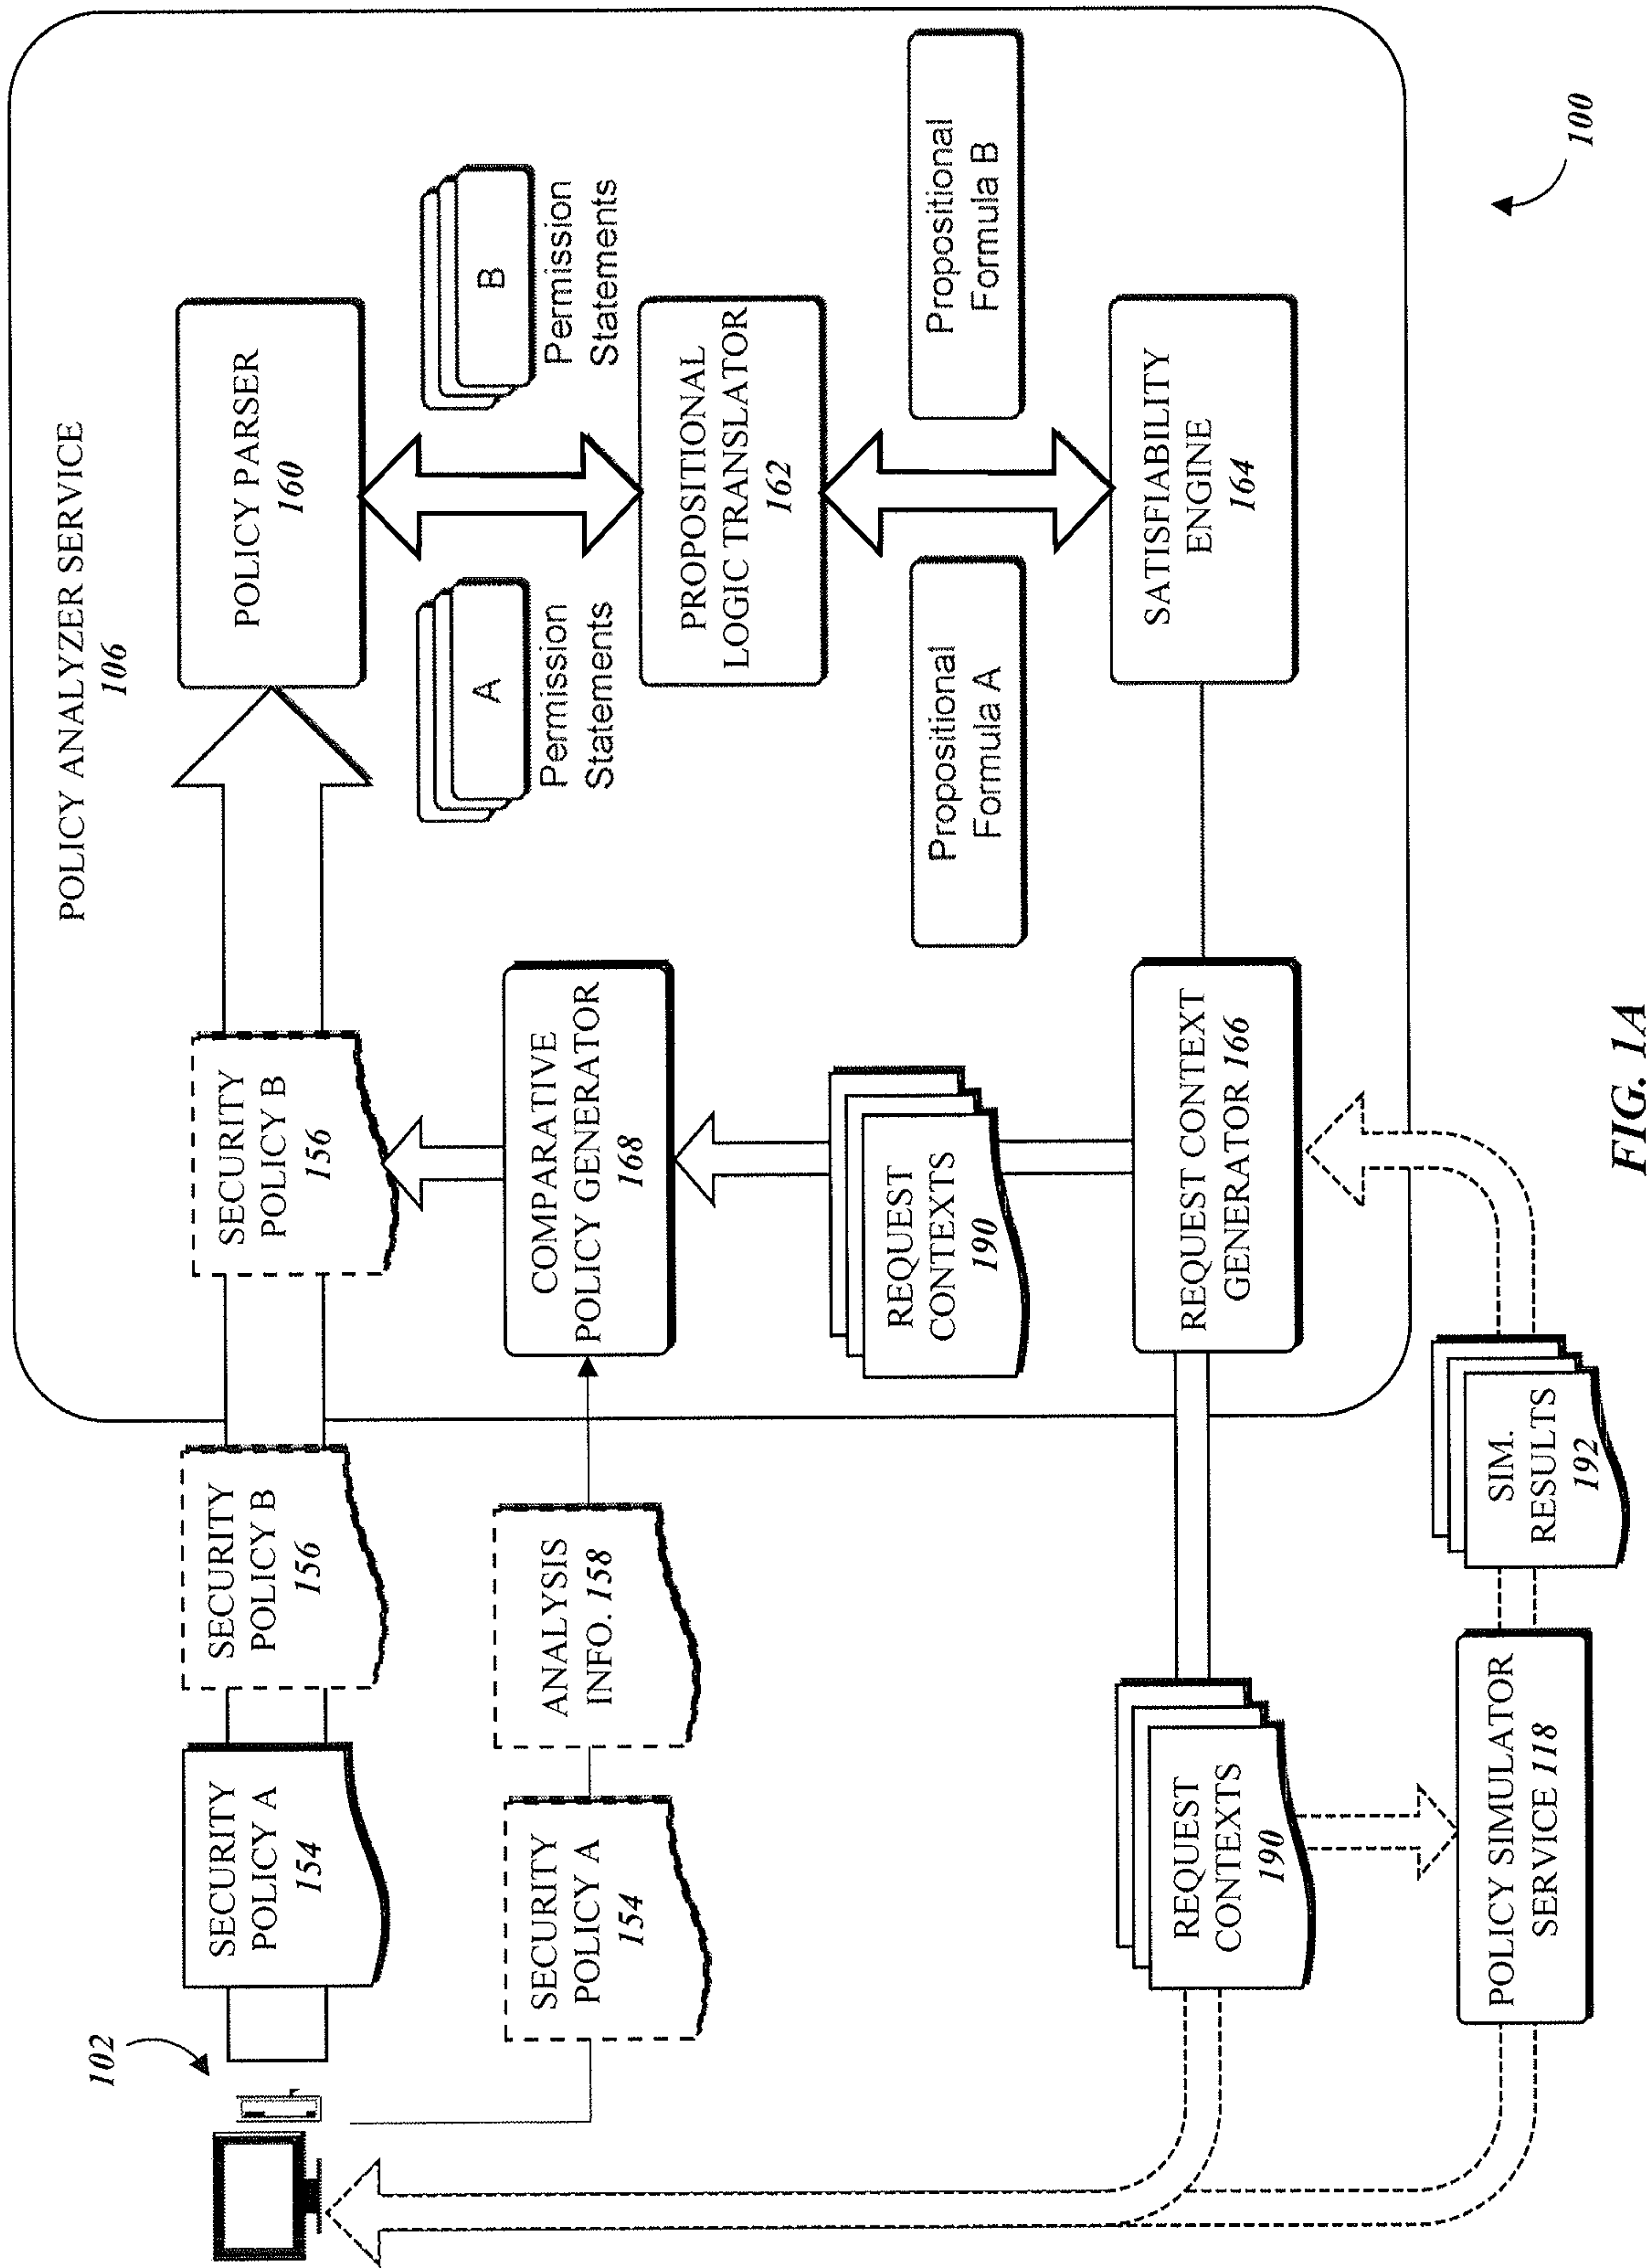 POLICY ANALYZER SERVICE
106
102
SECURITY
POLICY A
154
SECURITY
POLICY B
156
SECURITY
POLICY B
156
POLICY PARSER
160
SECURITY
POLICY A
154
ANALYSIS
INFO. 158
COMPARATIVE
POLICY GENERATOR
168
A
Permission
Statements
B
Permission
Statements
PROPOSITIONAL
LOGIC TRANSLATOR
162
REQUEST
CONTEXTS
190
Propositional
Formula A
Propositional
Formula B
REQUEST
CONTEXTS
190
REQUEST CONTEXT
GENERATOR 166
SATISFIABILITY
ENGINE
164
POLICY SIMULATOR
SERVICE 118
SIM.
RESULTS
192
100
FIG. 1A